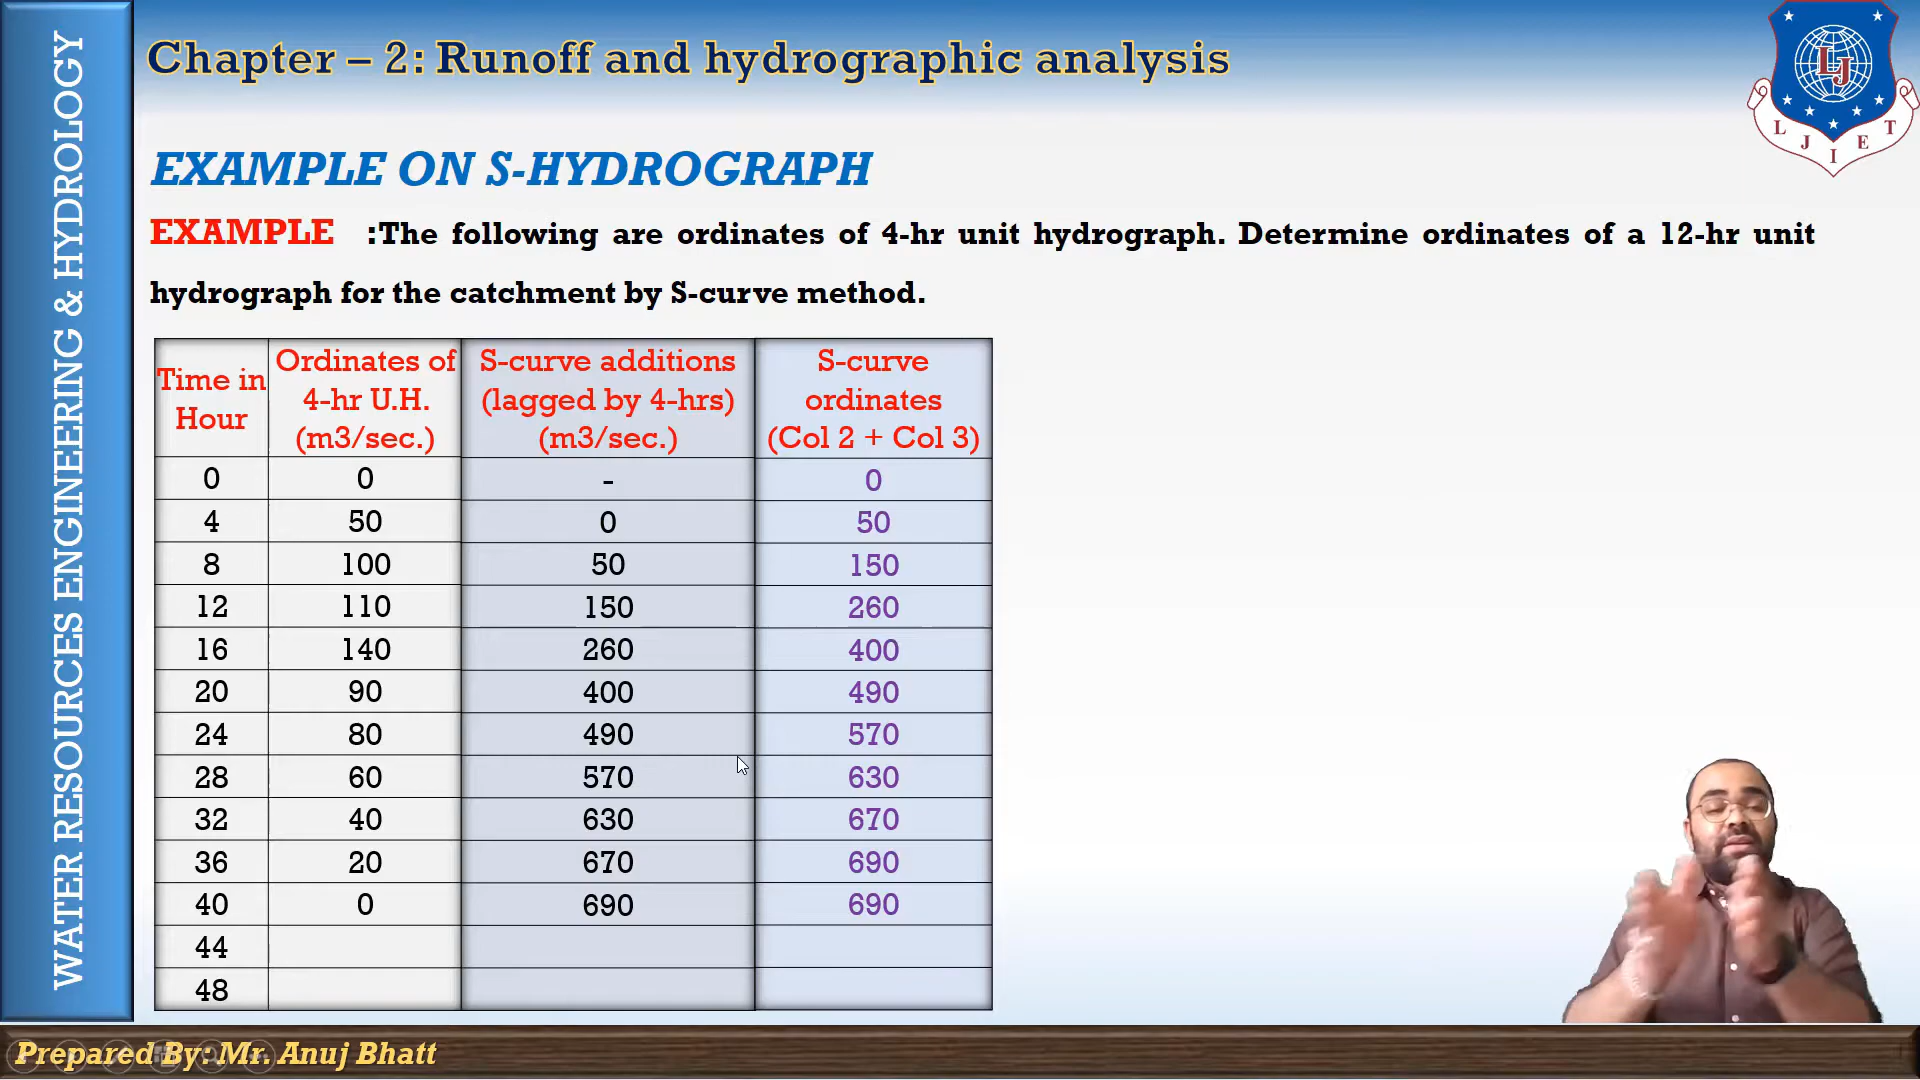 WATER RESOURCES ENGINEERING & HYDROLOGY
Chapter – 2: Runoff and hydrographic analysis
LJ
L J I E T
EXAMPLE ON S-HYDROGRAPH
EXAMPLE :The following are ordinates of 4-hr unit hydrograph. Determine ordinates of a 12-hr unit
hydrograph for the catchment by S-curve method.
Time in Hour Ordinates of 4-hr U.H. (m3/sec.) S-curve additions (lagged by 4-hrs) (m3/sec.) S-curve ordinates (Col 2 + Col 3)
0 0 - 0
4 50 0 50
8 100 50 150
12 110 150 260
16 140 260 400
20 90 400 490
24 80 490 570
28 60 570 630
32 40 630 670
36 20 670 690
40 0 690 690
44
48
Prepared By: Mr. Anuj Bhatt